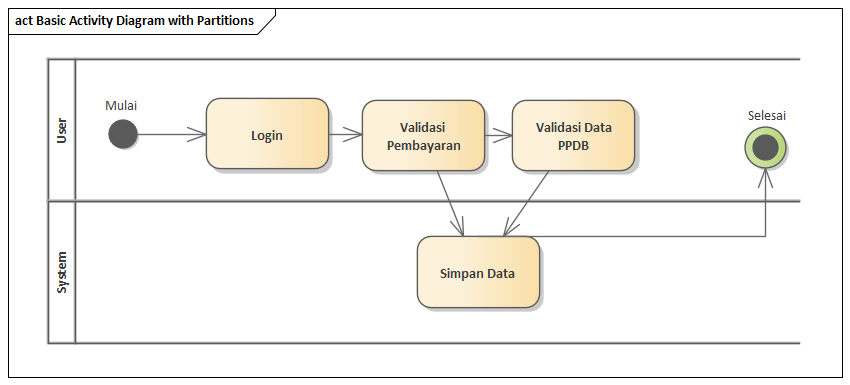 act Basic Activity Diagram with Partitions
User
Mulai
Login
Validasi
Pembayaran
Validasi Data
PPDB
Selesai
System
Simpan Data